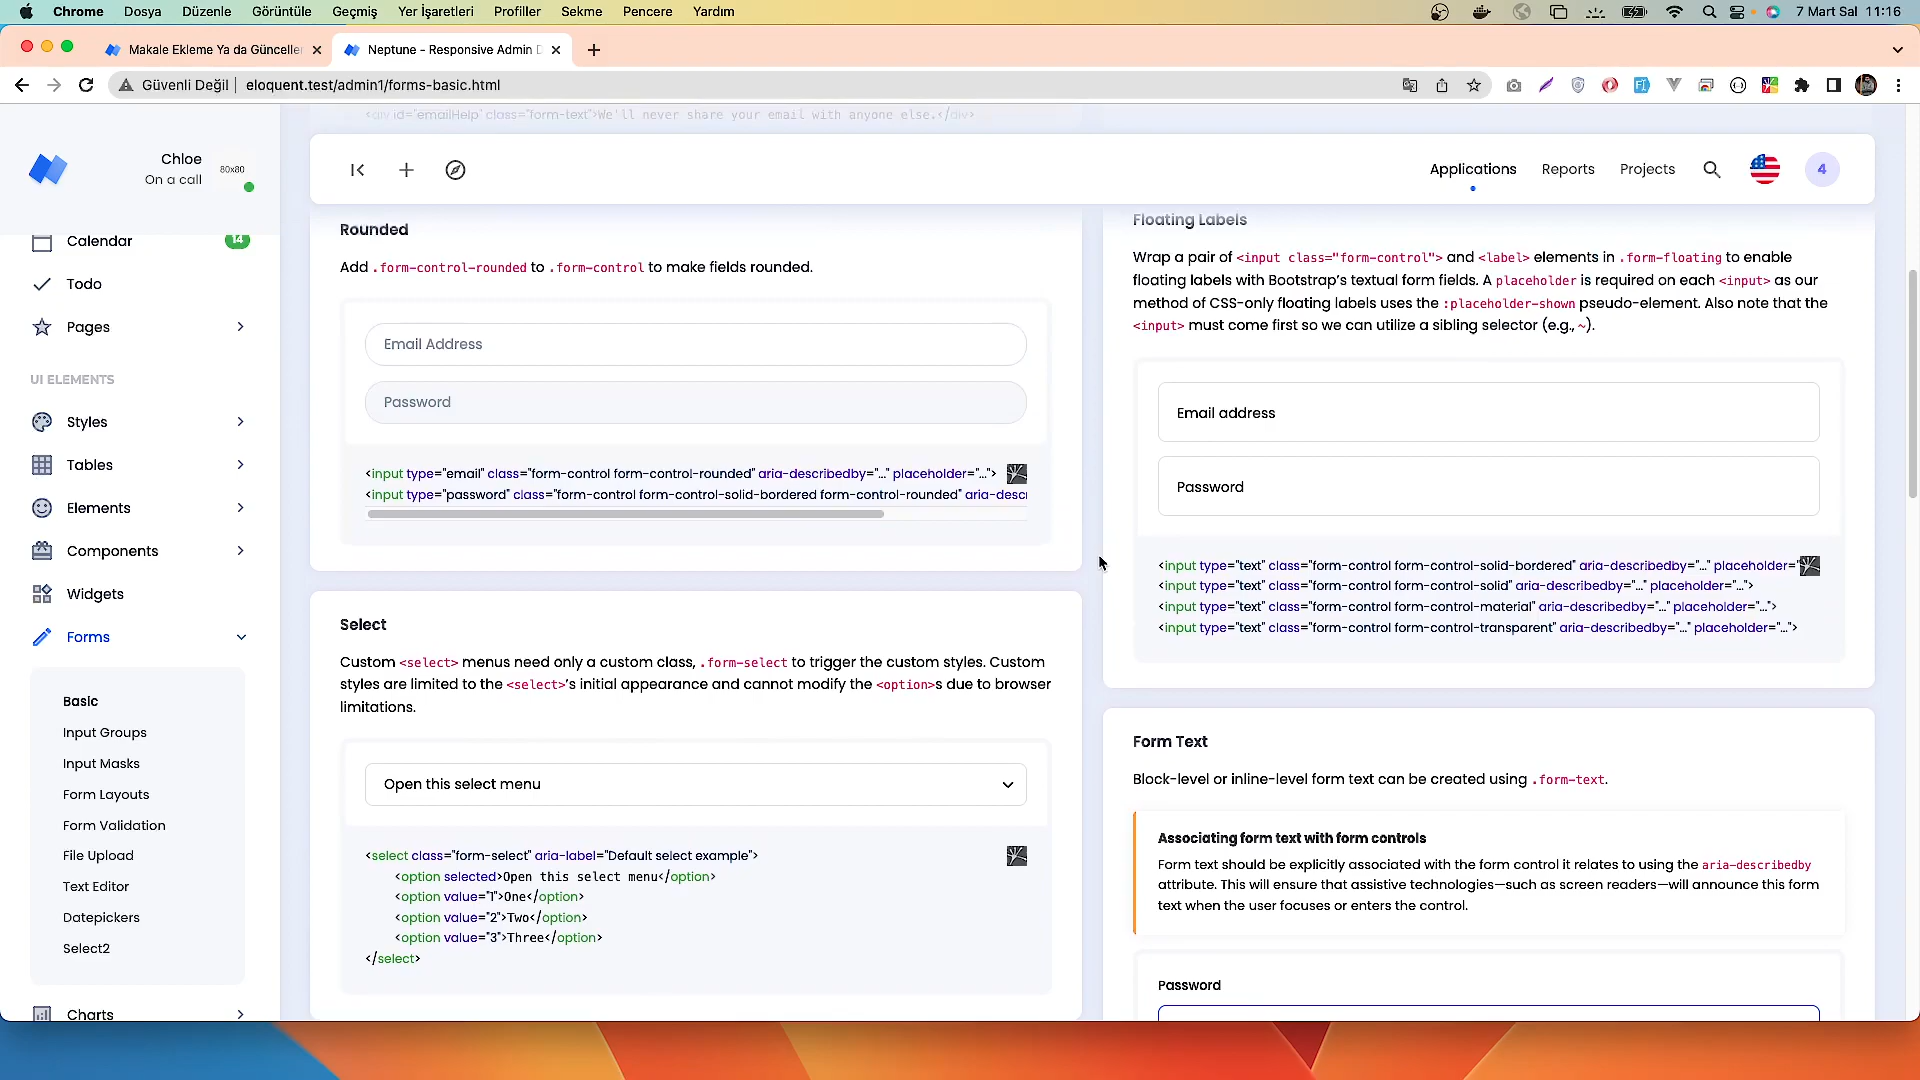 Chrome Dosya Düzenle Görüntüle Geçmiş Yer İşaretleri Profiller Sekme Pencere Yardım 7 Mart Sal 11:16
Makale Ekleme Ya da Güncelle
Neptune - Responsive Admin D
Güvenli Değil eloquent.test/admin1/forms-basic.html
<div id="emailHelp" class="form-text">We'll never share your email with anyone else.</div>
Chloe
On a call
80x80
Applications Reports Projects 4
Calendar 14
Todo
Pages
UI ELEMENTS
Styles
Tables
Elements
Components
Widgets
Forms
Basic
Input Groups
Input Masks
Form Layouts
Form Validation
File Upload
Text Editor
Datepickers
Select2
Charts
Rounded
Add .form-control-rounded to .form-control to make fields rounded.
Email Address
Password
<input type="email" class="form-control form-control-rounded" aria-describedby="..." placeholder="...">
<input type="password" class="form-control form-control-solid-bordered form-control-rounded" aria-descr
Select
Custom <select> menus need only a custom class, .form-select to trigger the custom styles. Custom
styles are limited to the <select>’s initial appearance and cannot modify the <option>s due to browser
limitations.
Open this select menu
<select class="form-select" aria-label="Default select example">
<option selected>Open this select menu</option>
<option value="1">One</option>
<option value="2">Two</option>
<option value="3">Three</option>
</select>
Floating Labels
Wrap a pair of <input class="form-control"> and <label> elements in .form-floating to enable
floating labels with Bootstrap’s textual form fields. A placeholder is required on each <input> as our
method of CSS-only floating labels uses the :placeholder-shown pseudo-element. Also note that the
<input> must come first so we can utilize a sibling selector (e.g., ~).
Email address
Password
<input type="text" class="form-control form-control-solid-bordered" aria-describedby="..." placeholder="
<input type="text" class="form-control form-control-solid" aria-describedby="..." placeholder="...">
<input type="text" class="form-control form-control-material" aria-describedby="..." placeholder="...">
<input type="text" class="form-control form-control-transparent" aria-describedby="..." placeholder="...">
Form Text
Block-level or inline-level form text can be created using .form-text.
Associating form text with form controls
Form text should be explicitly associated with the form control it relates to using the aria-describedby
attribute. This will ensure that assistive technologies—such as screen readers—will announce this form
text when the user focuses or enters the control.
Password